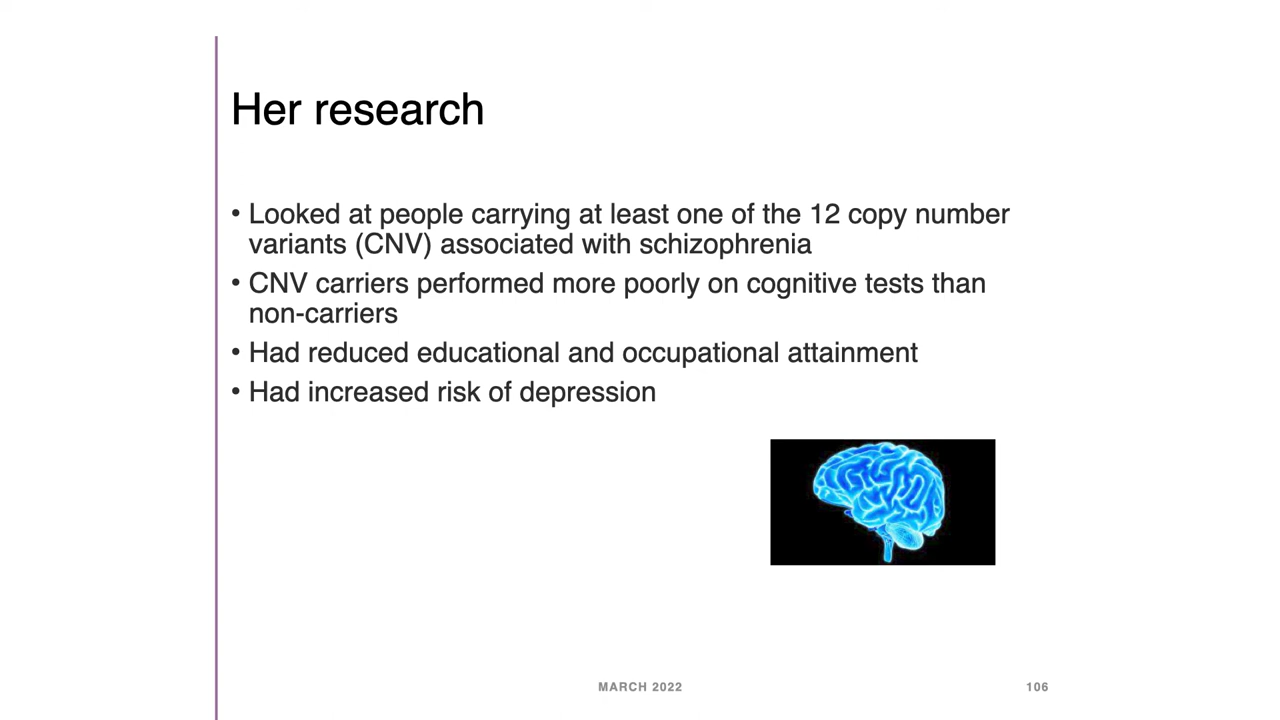 Her research
• Looked at people carrying at least one of the 12 copy number
variants (CNV) associated with schizophrenia
• CNV carriers performed more poorly on cognitive tests than
non-carriers
• Had reduced educational and occupational attainment
• Had increased risk of depression
MARCH 2022
106